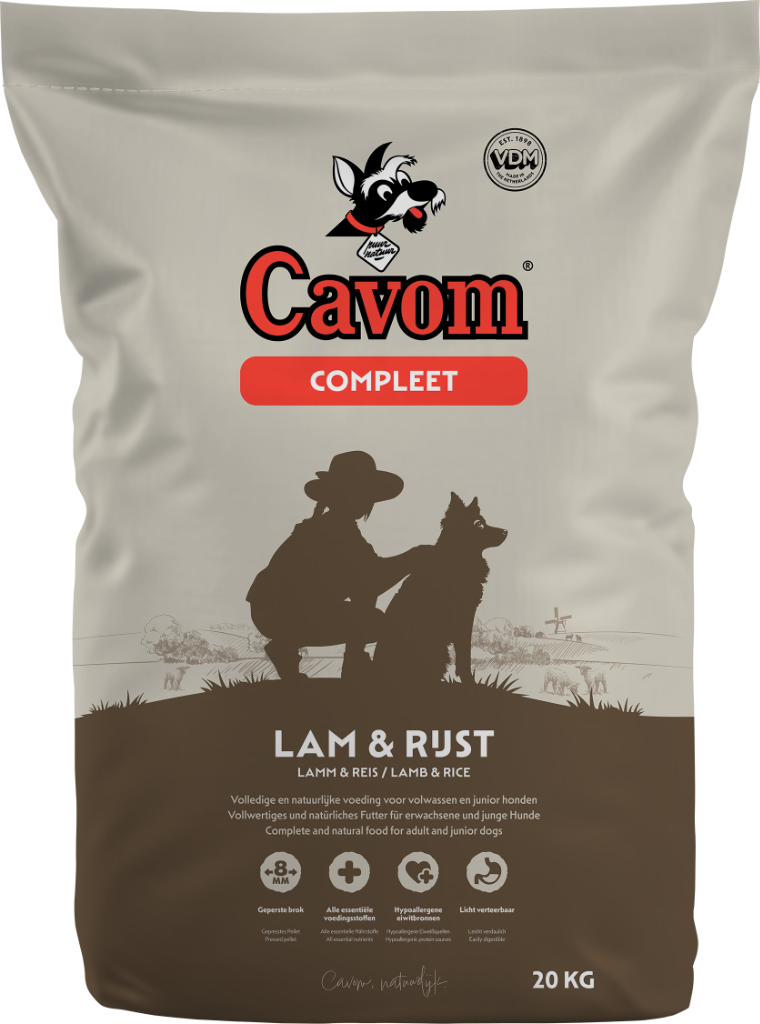 EST. 1898
VDM
MADE IN
THE NETHERLANDS
puur
natuur
Cavom®
COMPLEET
LAM & RIJST
LAMM & REIS / LAMB & RICE
Volledige en natuurlijke voeding voor volwassen en junior honden
Vollwertiges und natürliches Futter für erwachsene und junge Hunde
Complete and natural food for adult and junior dogs
8
MM
Geperste brok Alle essentiële Hypoallergene Licht verteerbaar
voedingsstoffen eiwitbronnen
Gepresstes Pellet Alle essentielle Nährstoffe Hypoallergene Eiweißquellen Leicht verdaulich
Pressed pellet All essential nutrients Hypoallergenic protein sources Easily digestible
Cavom, natuurlijk
20 KG